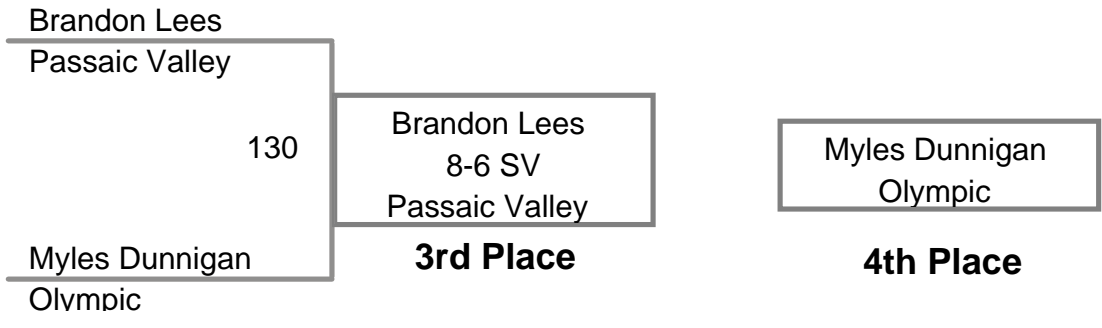 Brandon Lees
Passaic Valley
130
Brandon Lees
8-6 SV
Passaic Valley
3rd Place
Myles Dunnigan
Olympic
Myles Dunnigan
Olympic
4th Place